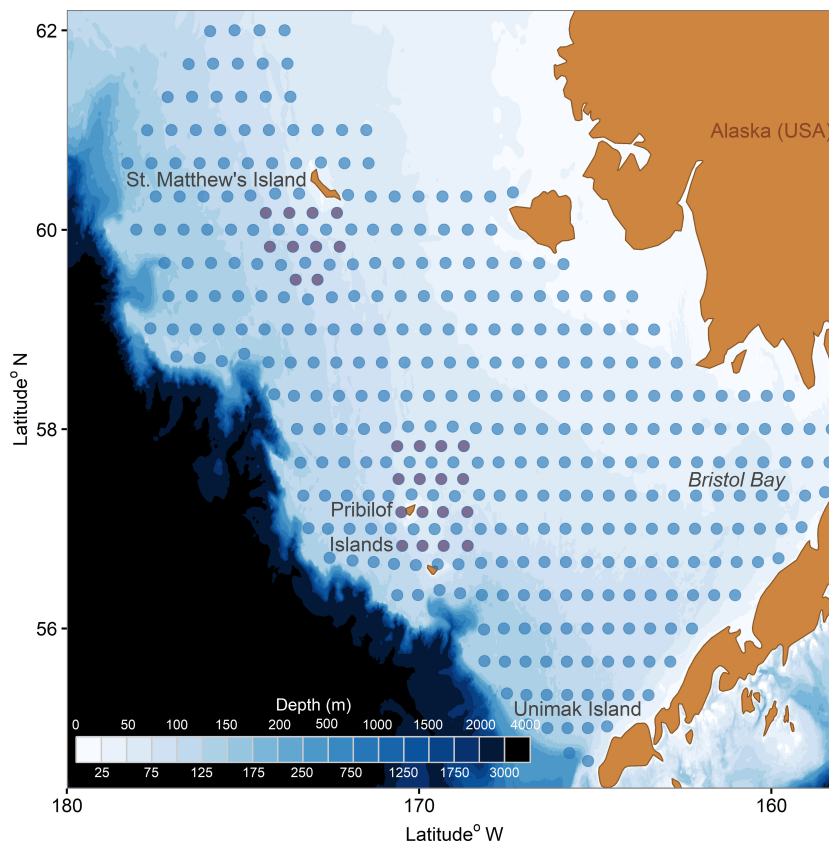 62
Alaska (USA)
St. Matthew's Island
60
Latitude° N
58
Bristol Bay
Pribilof
Islands
56
Unimak Island
Depth (m)
0 50 100 150 200 500 1000 1500 2000 4000
25 75 125 175 250 750 1250 1750 3000
180 170 160
Latitude° W